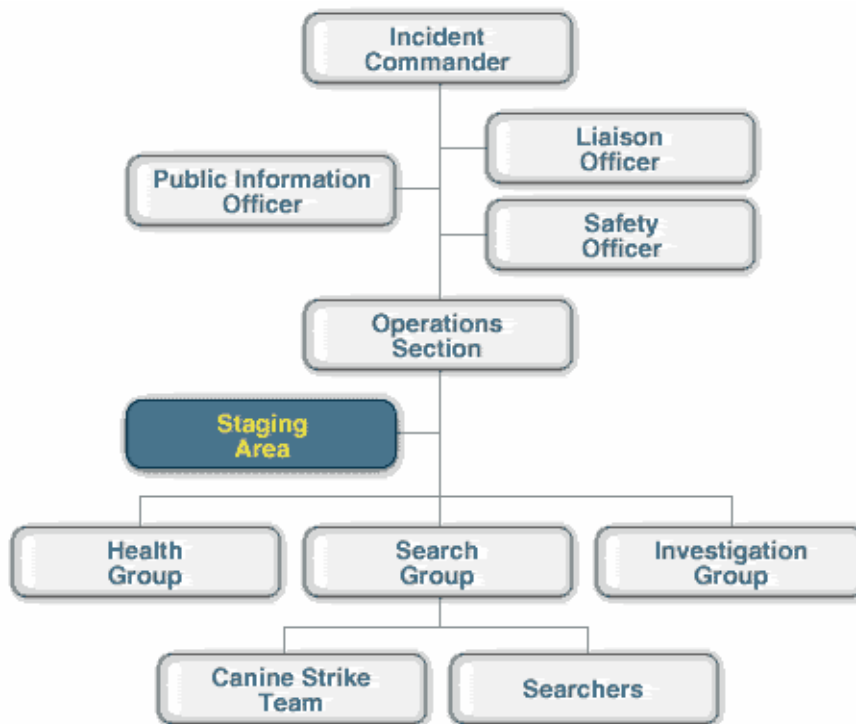 Incident
Commander
Liaison
Officer
Public Information
Officer
Safety
Officer
Operations
Section
Staging
Area
Health
Group
Search
Group
Investigation
Group
Canine Strike
Team
Searchers